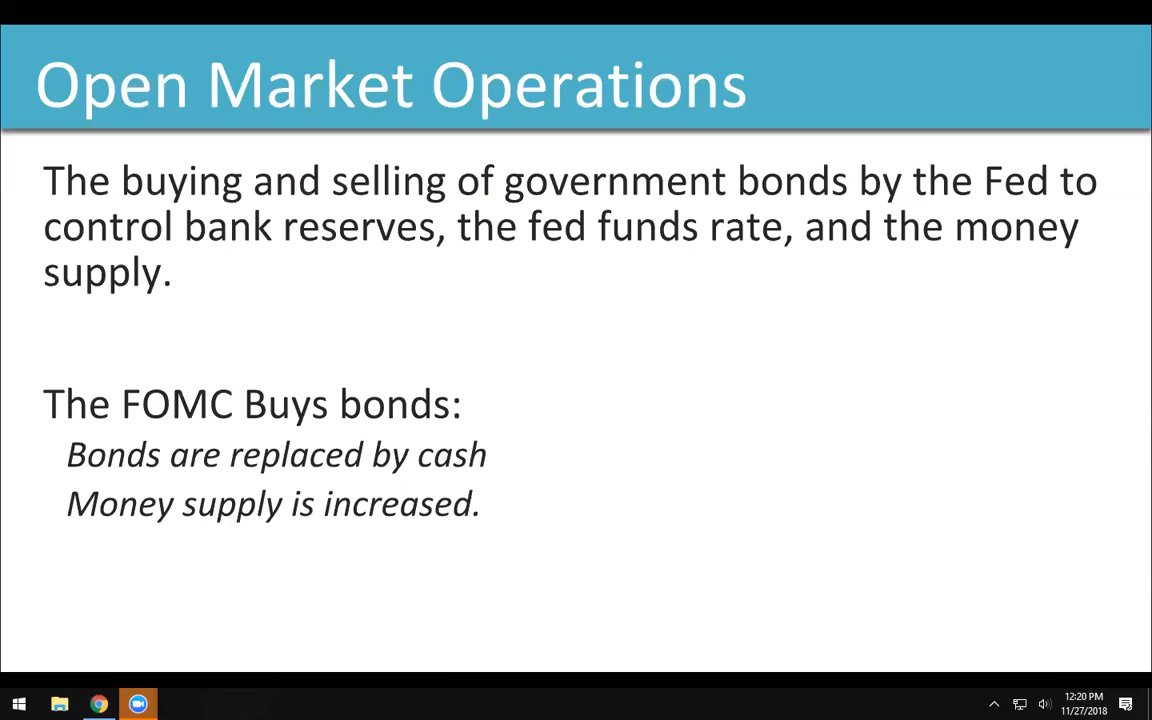 Open Market Operations
The buying and selling of government bonds by the Fed to
control bank reserves, the fed funds rate, and the money
supply.
The FOMC Buys bonds:
Bonds are replaced by cash
Money supply is increased.
12:20 PM
11/27/2018